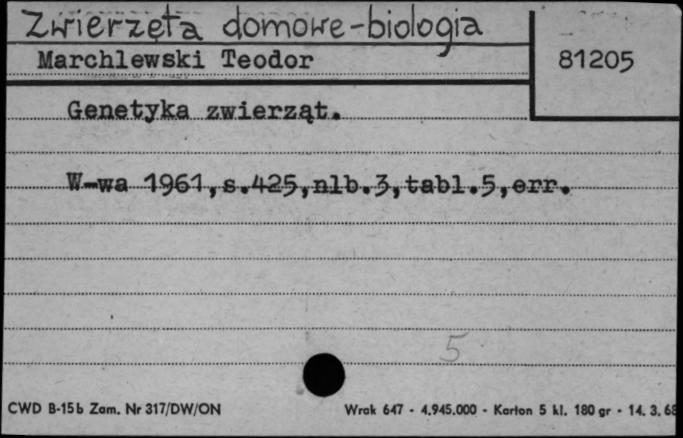 Zwierzęta domowe-biologia
Marchlewski Teodor
81205
Genetyka zwierząt.
W-wa 1961,s.425,nlb.3,tabl.5,err.
5
CWD B-15b Zam. Nr 317/DW/ON
Wrak 647 - 4.945.000 - Karton 5 kl. 180 gr - 14. 3. 68